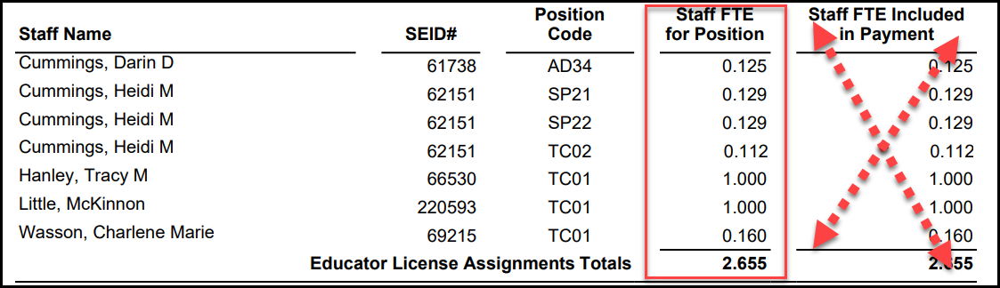 Staff Name SEID# Position Code Staff FTE for Position Staff FTE Included in Payment
Cummings, Darin D 61738 AD34 0.125 0.125
Cummings, Heidi M 62151 SP21 0.129 0.129
Cummings, Heidi M 62151 SP22 0.129 0.129
Cummings, Heidi M 62151 TC02 0.112 0.112
Hanley, Tracy M 66530 TC01 1.000 1.000
Little, McKinnon 220593 TC01 1.000 1.000
Wasson, Charlene Marie 69215 TC01 0.160 0.160
Educator License Assignments Totals 2.655 2.655